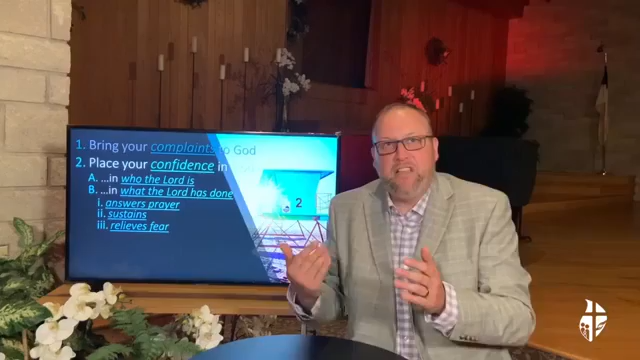 1. Bring your complaints to God
2. Place your confidence in
A. ...in who the Lord is
B. ...in what the Lord has done
i. answers prayer
ii. sustains
iii. relieves fear
2